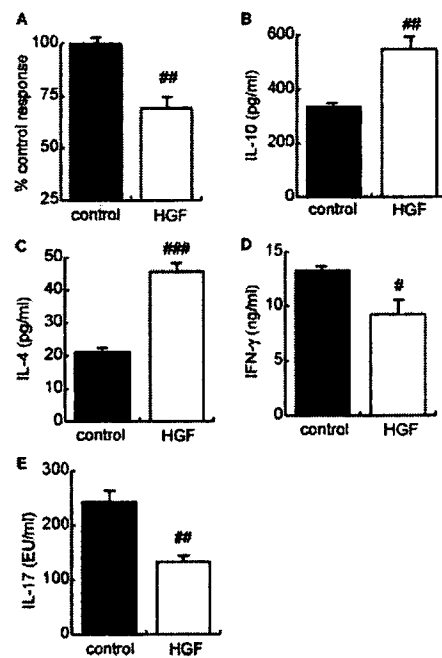 A
% control response
100
75
50
25
##
control HGF
B
IL-10 (pg/ml)
600
400
200
0
##
control HGF
C
IL-4 (pg/ml)
50
40
30
20
10
0
###
control HGF
D
IFN-γ (ng/ml)
15
10
5
0
#
control HGF
E
IL-17 (EU/ml)
300
200
100
0
##
control HGF